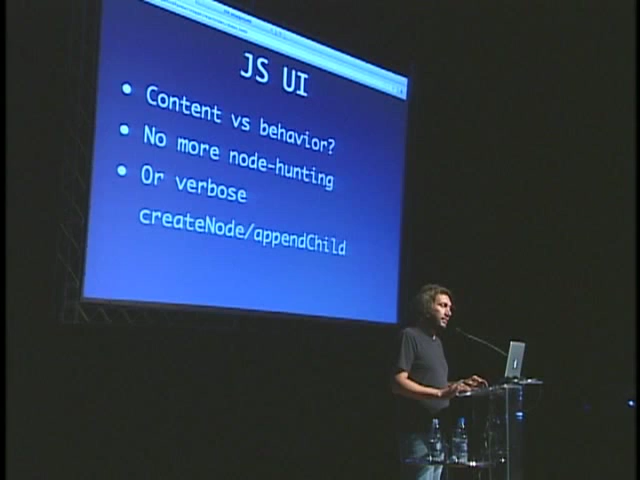 JS UI
• Content vs behavior?
• No more node-hunting
• Or verbose
createNode/appendChild